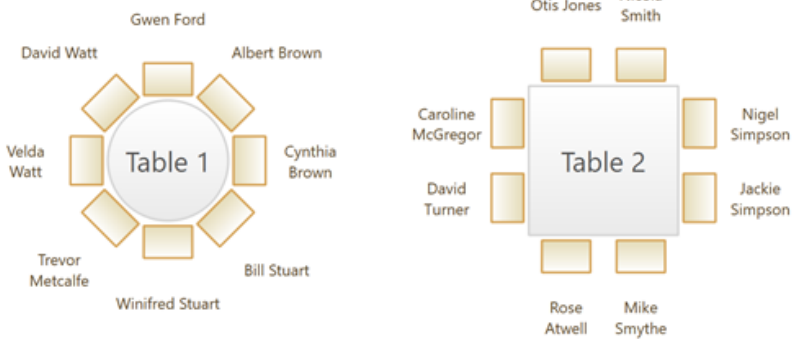 Gwen Ford
David Watt
Albert Brown
Velda
Watt
Table 1
Cynthia
Brown
Trevor
Metcalfe
Bill Stuart
Winifred Stuart
Otis Jones
Smith
Caroline
McGregor
Nigel
Simpson
Table 2
David
Turner
Jackie
Simpson
Rose
Atwell
Mike
Smythe